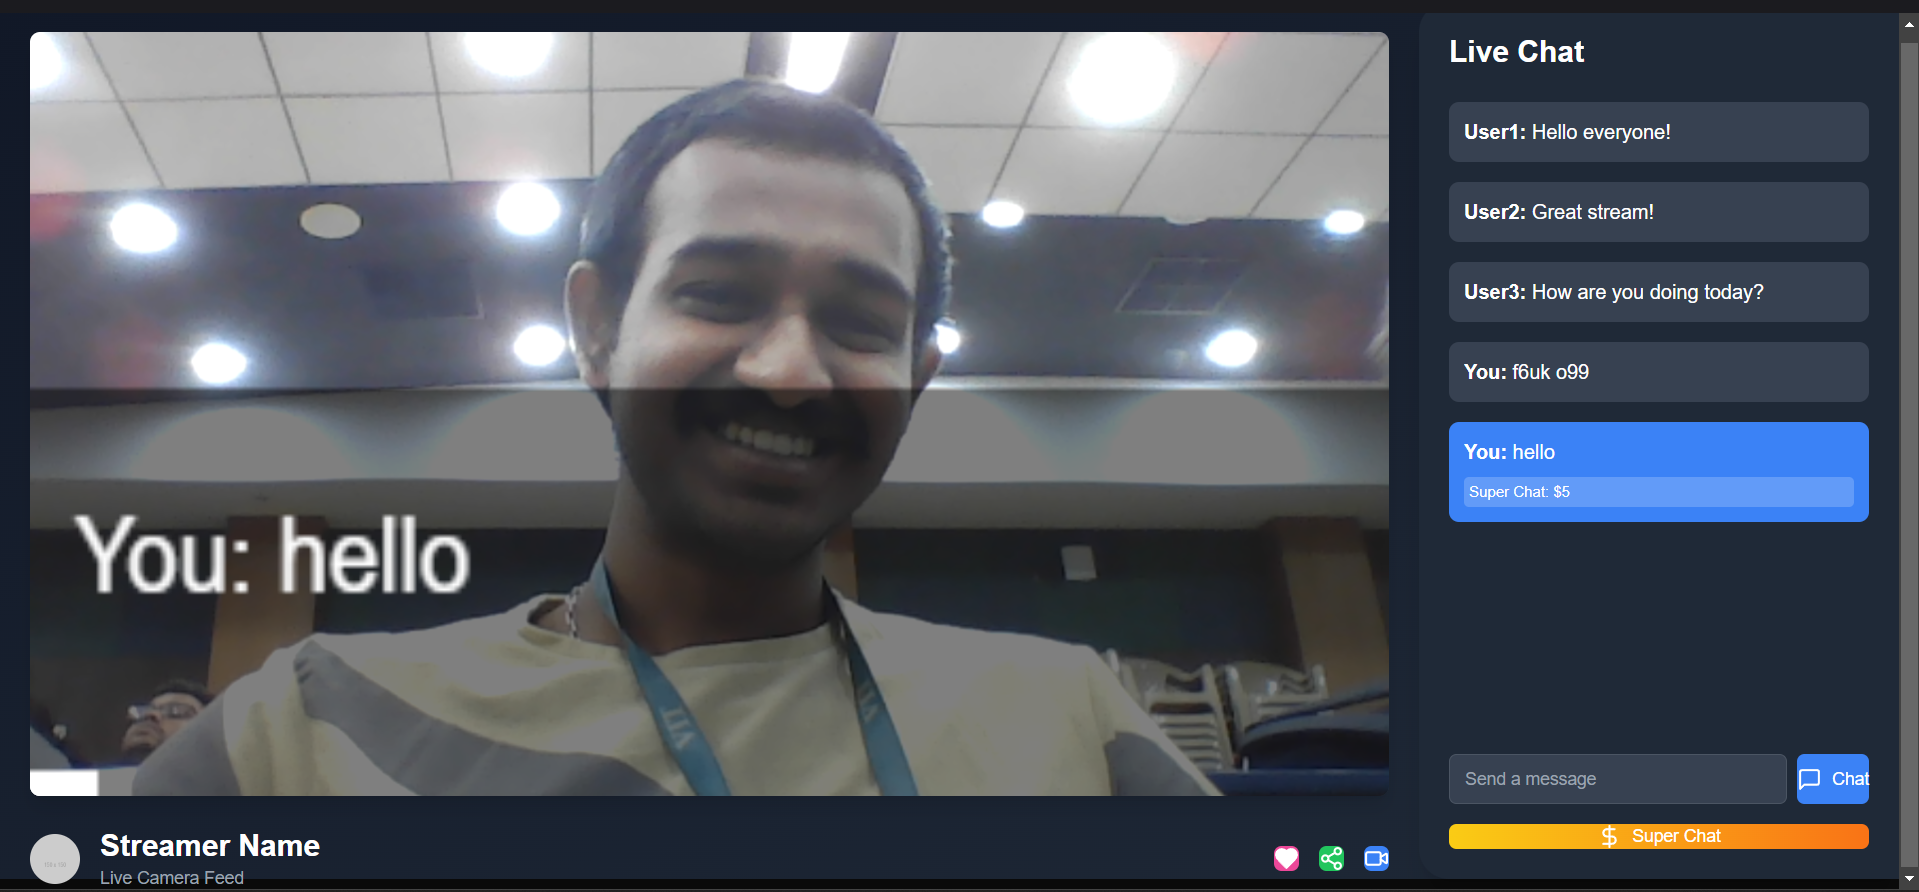 Live Chat
User1: Hello everyone!
User2: Great stream!
User3: How are you doing today?
You: f6uk o99
You: hello
Super Chat: $5
You: hello
VIT
VIT
Send a message
Chat
Super Chat
Streamer Name
Live Camera Feed